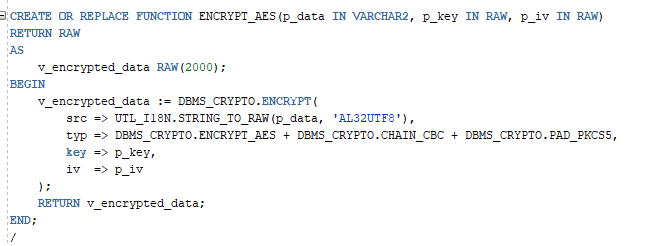 CREATE OR REPLACE FUNCTION ENCRYPT_AES(p_data IN VARCHAR2, p_key IN RAW, p_iv IN RAW)
RETURN RAW
AS
    v_encrypted_data RAW(2000);
BEGIN
    v_encrypted_data := DBMS_CRYPTO.ENCRYPT(
        src => UTL_I18N.STRING_TO_RAW(p_data, 'AL32UTF8'),
        typ => DBMS_CRYPTO.ENCRYPT_AES + DBMS_CRYPTO.CHAIN_CBC + DBMS_CRYPTO.PAD_PKCS5,
        key => p_key,
        iv  => p_iv
    );
    RETURN v_encrypted_data;
END;
/